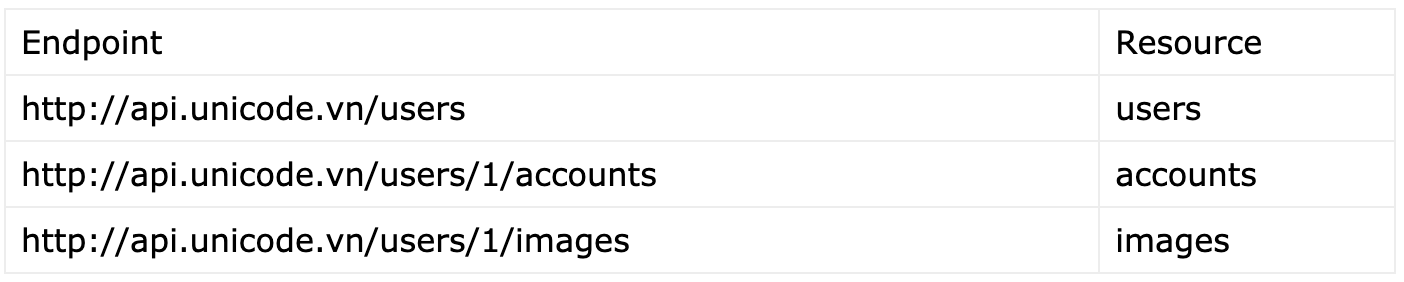 Endpoint Resource
http://api.unicode.vn/users users
http://api.unicode.vn/users/1/accounts accounts
http://api.unicode.vn/users/1/images images